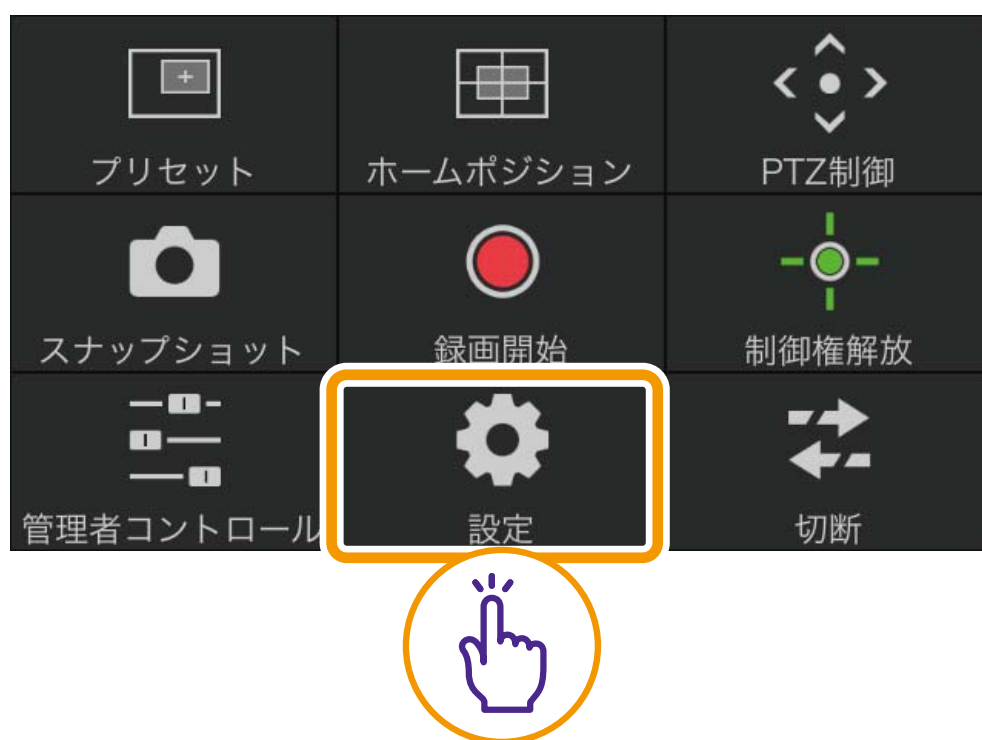 プリセット
ホームポジション
PTZ制御
スナップショット
録画開始
制御権解放
管理者コントロール
設定
切断